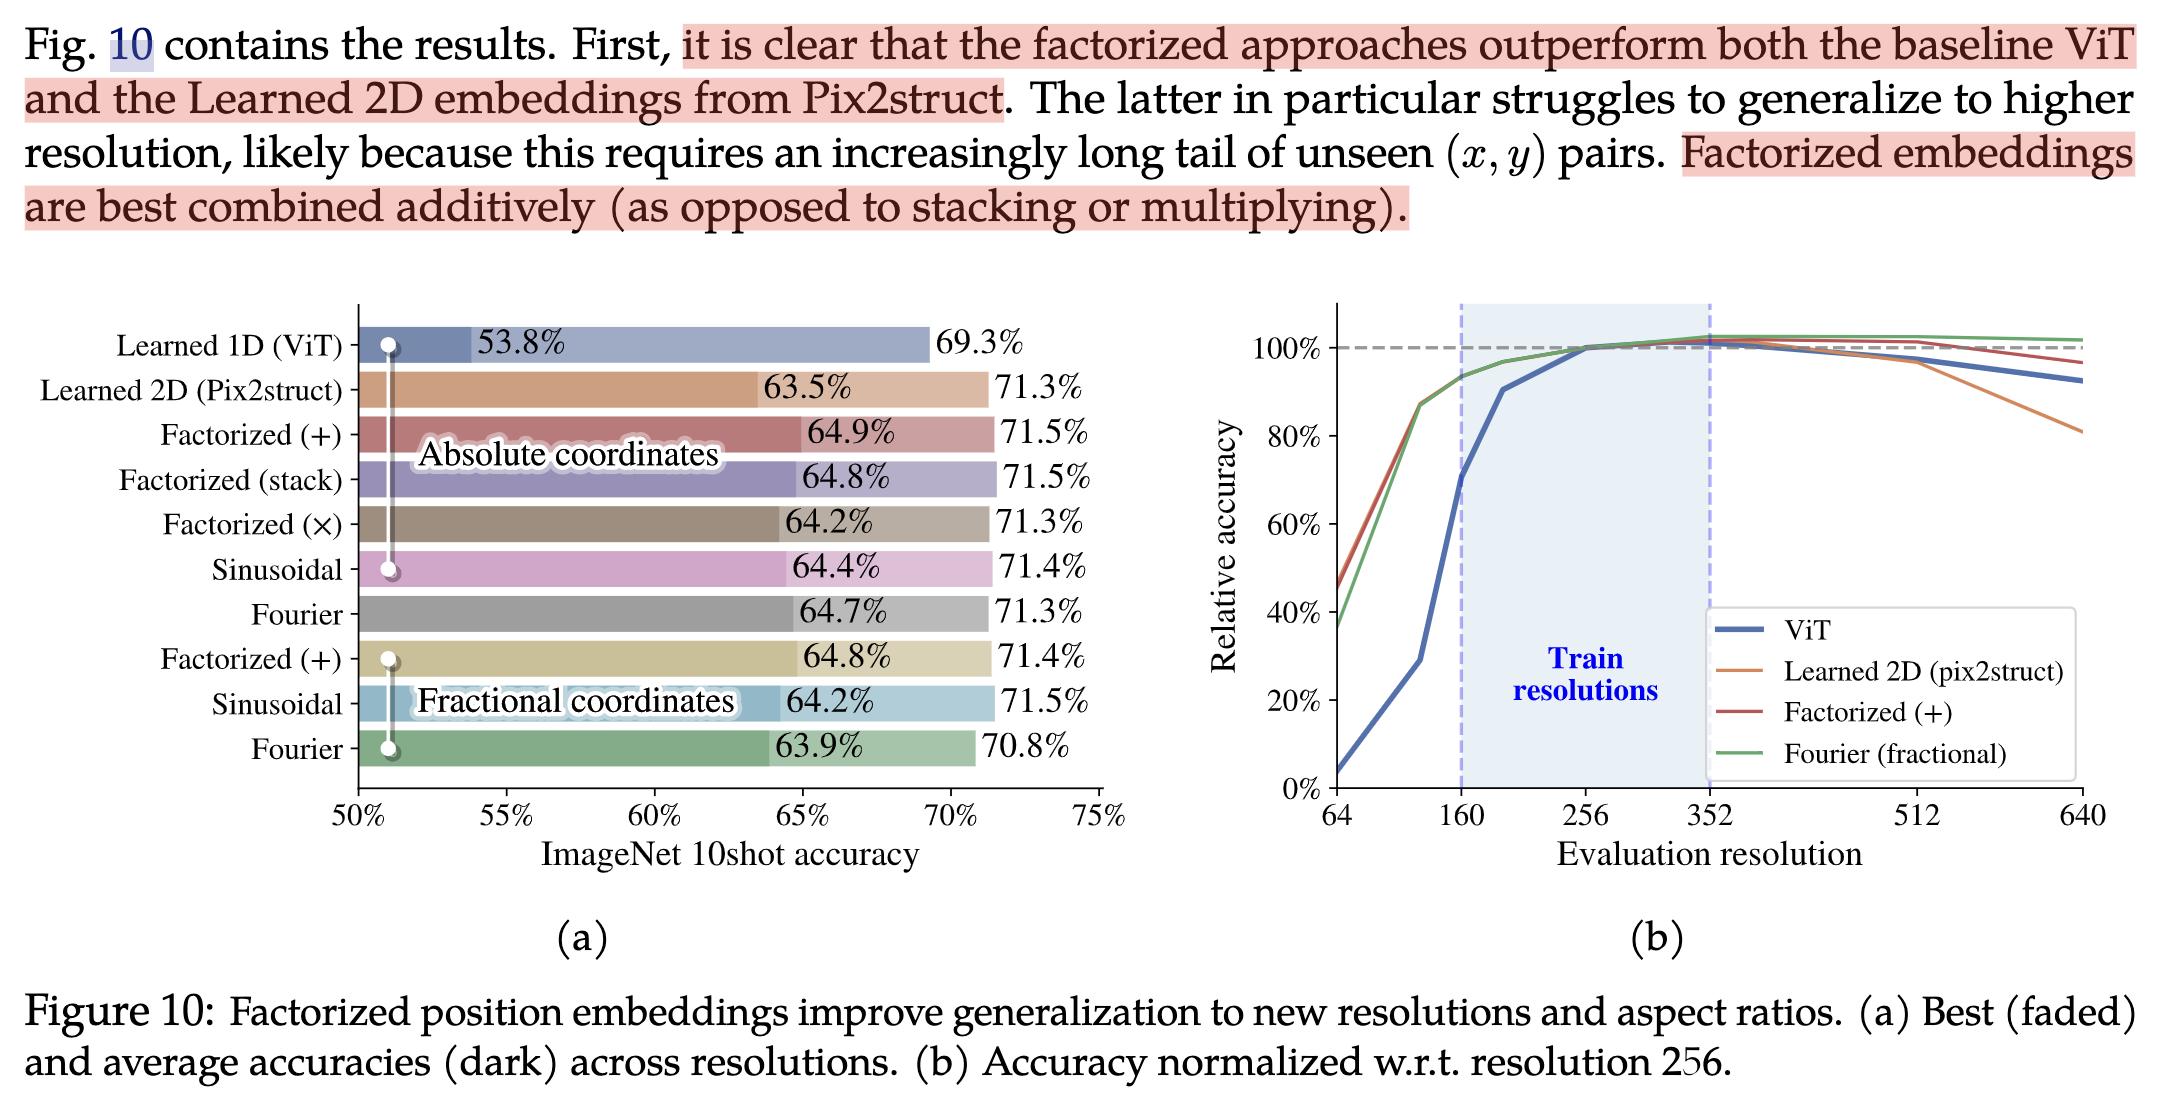 Fig. 10 contains the results. First, it is clear that the factorized approaches outperform both the baseline ViT
and the Learned 2D embeddings from Pix2struct. The latter in particular struggles to generalize to higher
resolution, likely because this requires an increasingly long tail of unseen (x, y) pairs. Factorized embeddings
are best combined additively (as opposed to stacking or multiplying).
Learned 1D (ViT) 53.8% 69.3%
Learned 2D (Pix2struct) 63.5% 71.3%
Factorized (+) 64.9% 71.5%
Absolute coordinates
Factorized (stack) 64.8% 71.5%
Factorized (×) 64.2% 71.3%
Sinusoidal 64.4% 71.4%
Fourier 64.7% 71.3%
Factorized (+) 64.8% 71.4%
Sinusoidal Fractional coordinates 64.2% 71.5%
Fourier 63.9% 70.8%
50% 55% 60% 65% 70% 75%
ImageNet 10shot accuracy
(a)
Relative accuracy
100%
80%
60%
40%
20%
0%
Train
resolutions
ViT
Learned 2D (pix2struct)
Factorized (+)
Fourier (fractional)
64 160 256 352 512 640
Evaluation resolution
(b)
Figure 10: Factorized position embeddings improve generalization to new resolutions and aspect ratios. (a) Best (faded)
and average accuracies (dark) across resolutions. (b) Accuracy normalized w.r.t. resolution 256.